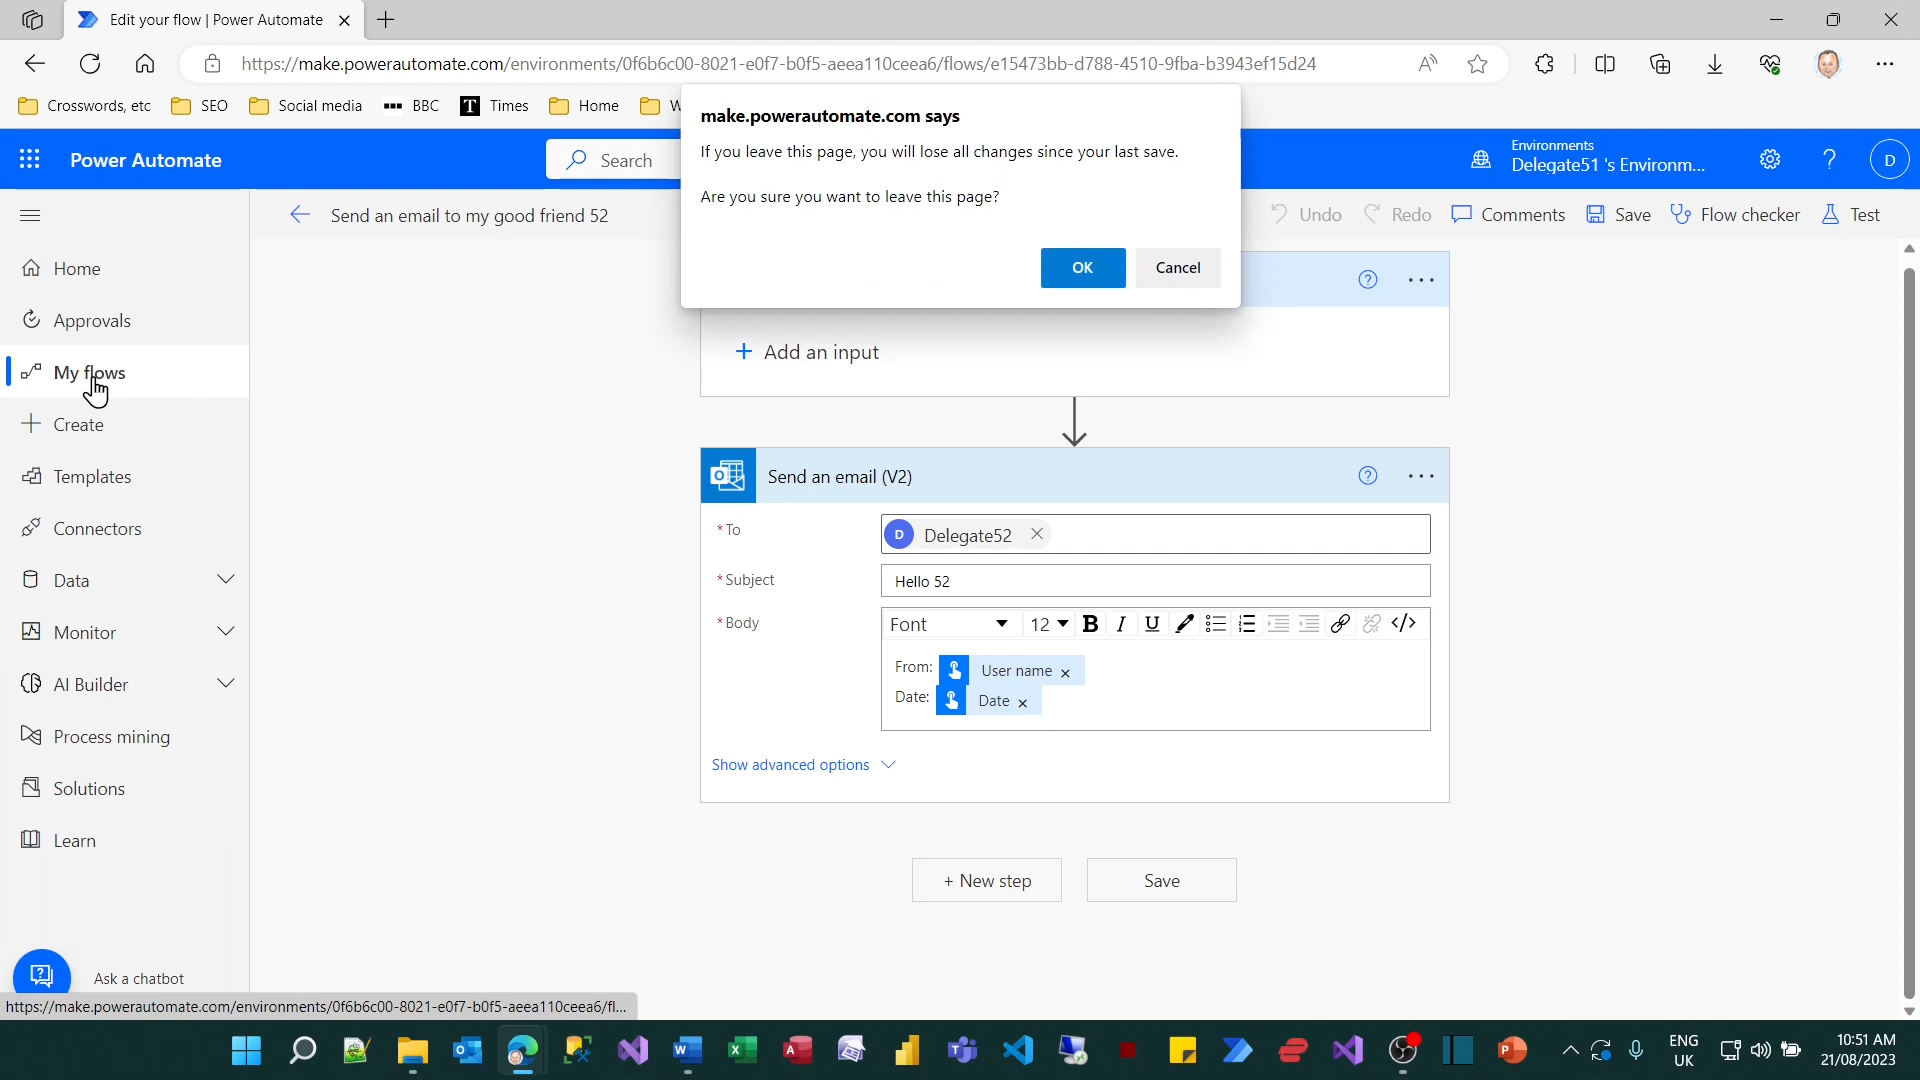 Edit your flow | Power Automate
https://make.powerautomate.com/environments/0f6b6c00-8021-e0f7-b0f5-aeea110ceea6/flows/e15473bb-d788-4510-9fba-b3943ef15d24
Crosswords, etc
SEO
Social media
BBC
T Times
Home
W
make.powerautomate.com says
If you leave this page, you will lose all changes since your last save.
Are you sure you want to leave this page?
OK
Cancel
Power Automate
Search
Environments
Delegate51 's Environm...
?
D
Send an email to my good friend 52
Undo
Redo
Comments
Save
Flow checker
Test
Home
Approvals
My flows
Create
Templates
Connectors
Data
Monitor
AI Builder
Process mining
Solutions
Learn
Ask a chatbot
+ Add an input
Send an email (V2)
* To
D Delegate52
* Subject
Hello 52
* Body
Font
12
B I U
</>
From: User name ×
Date: Date ×
Show advanced options
+ New step
Save
https://make.powerautomate.com/environments/0f6b6c00-8021-e0f7-b0f5-aeea110ceea6/fl...
ENG
UK
10:51 AM
21/08/2023